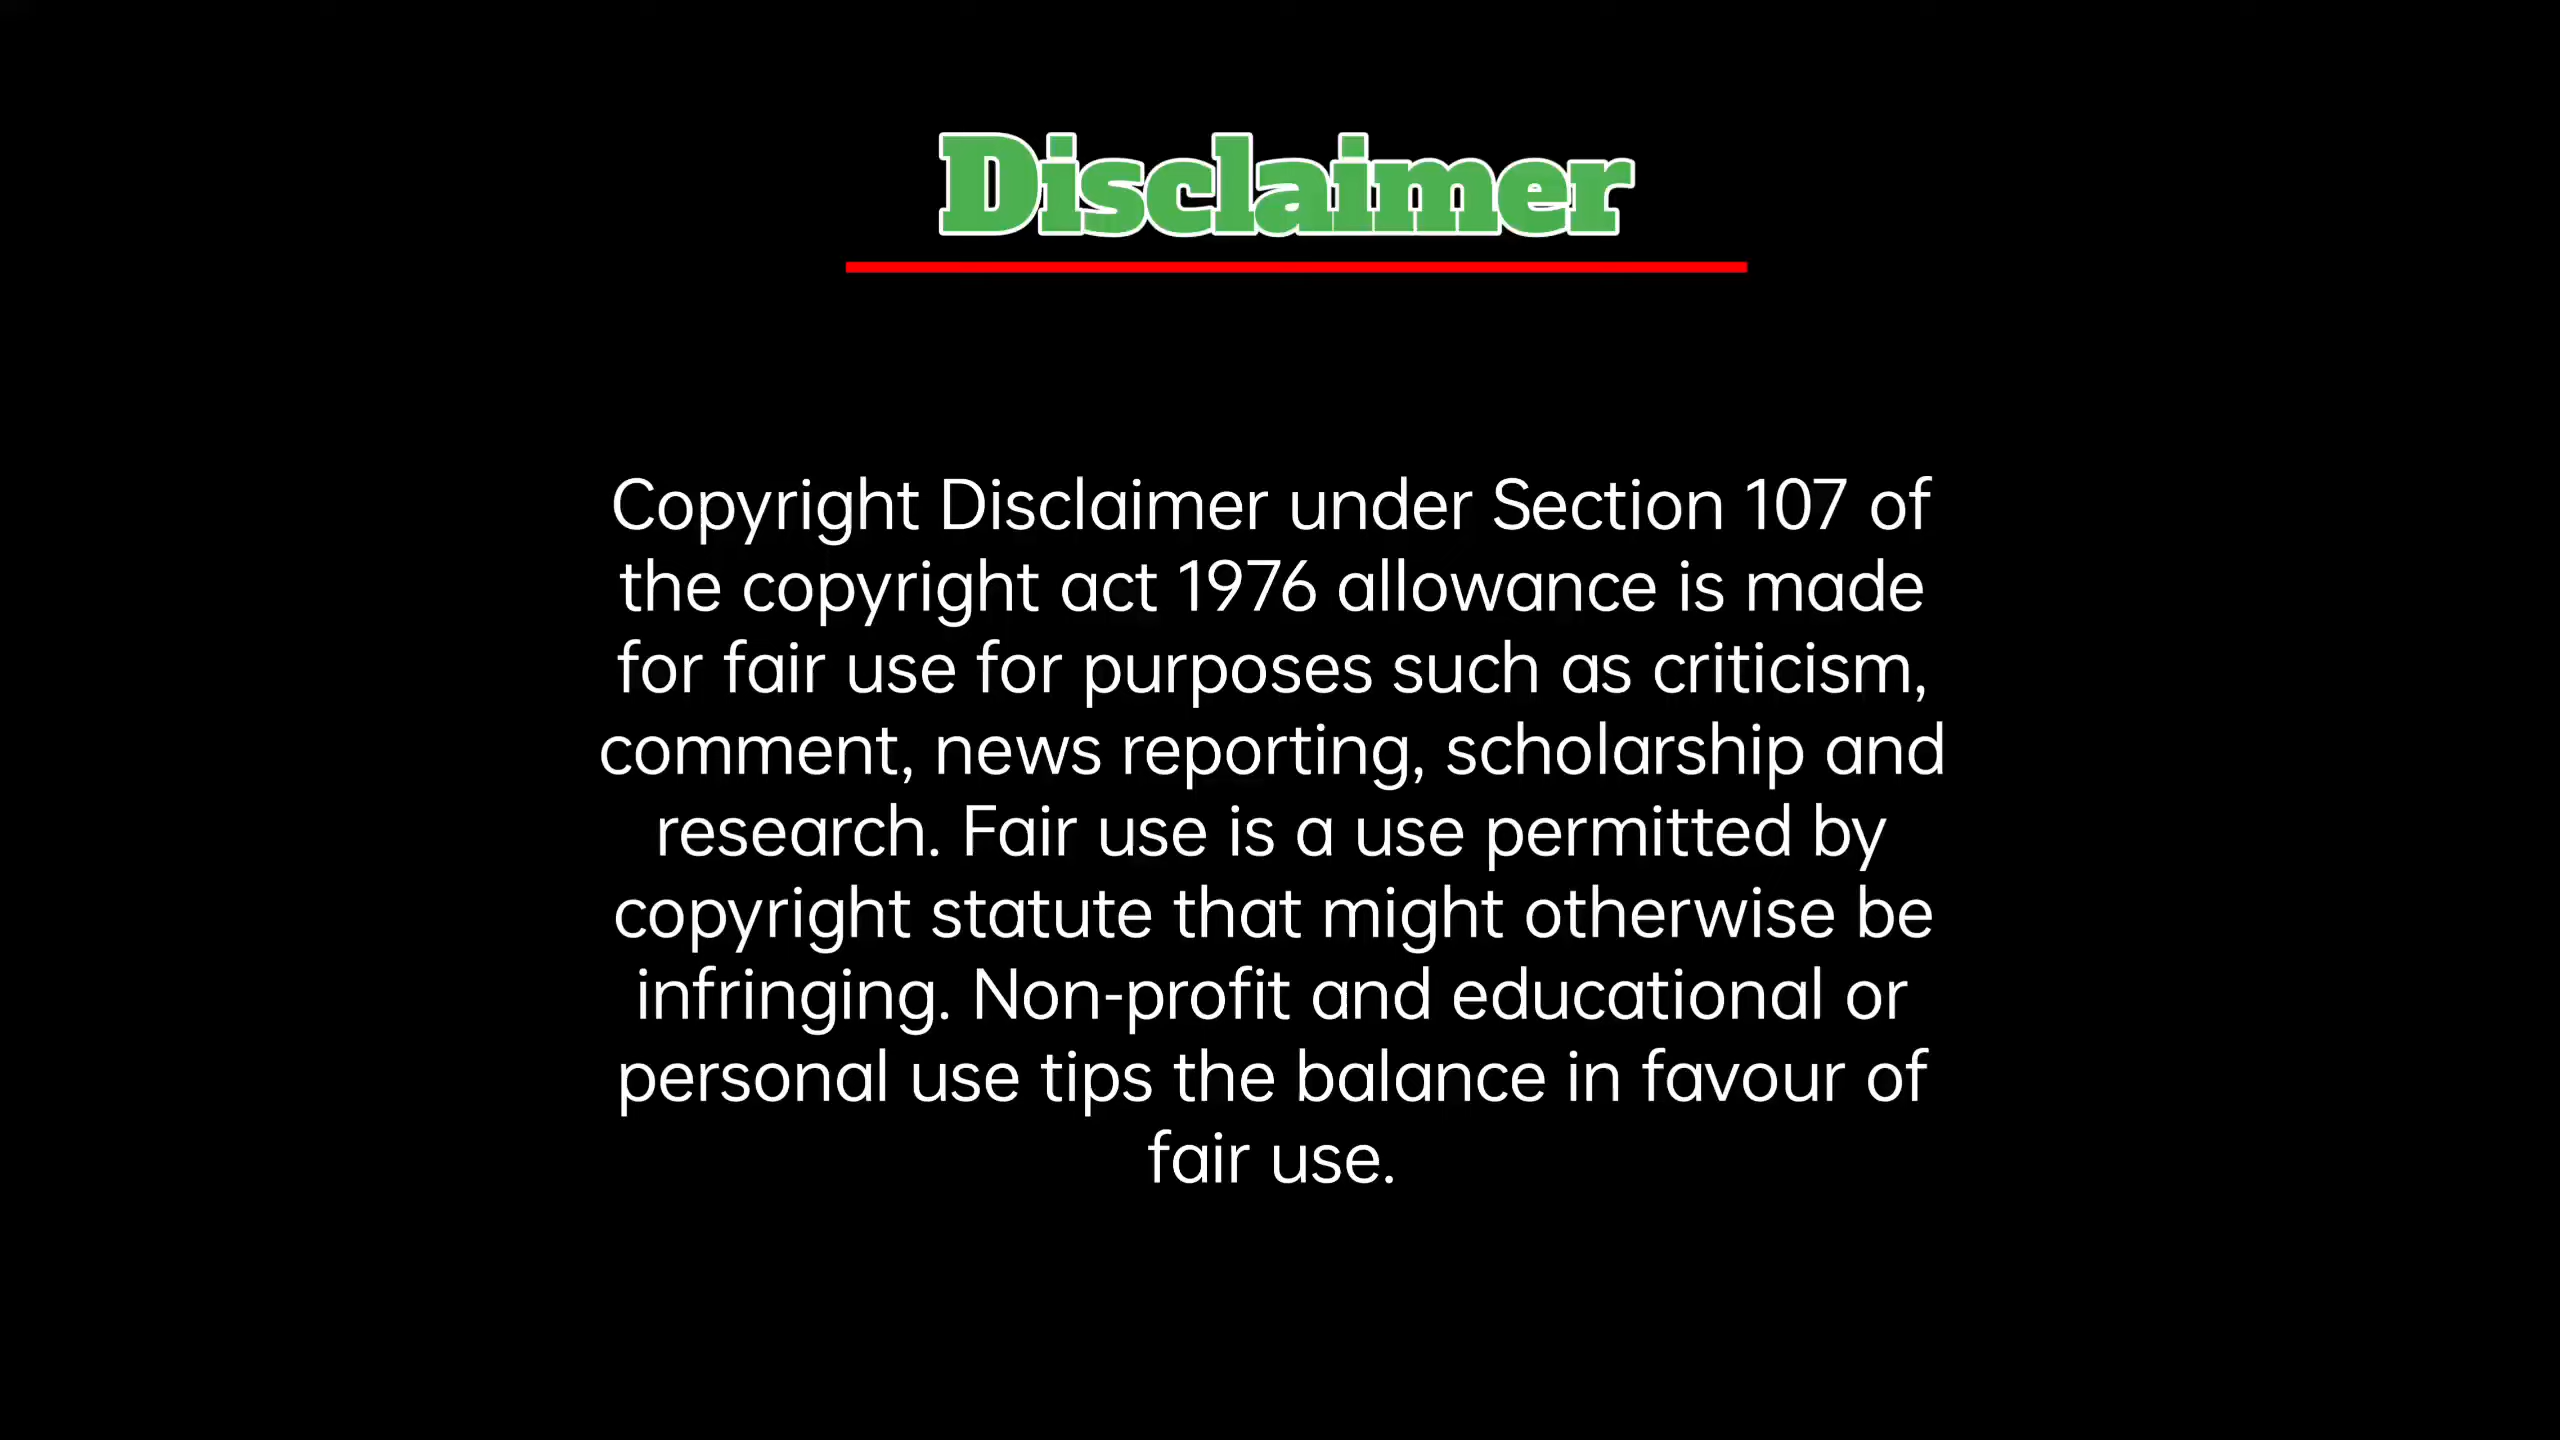 Disclaimer
Copyright Disclaimer under Section 107 of
the copyright act 1976 allowance is made
for fair use for purposes such as criticism,
comment, news reporting, scholarship and
research. Fair use is a use permitted by
copyright statute that might otherwise be
infringing. Non-profit and educational or
personal use tips the balance in favour of
fair use.